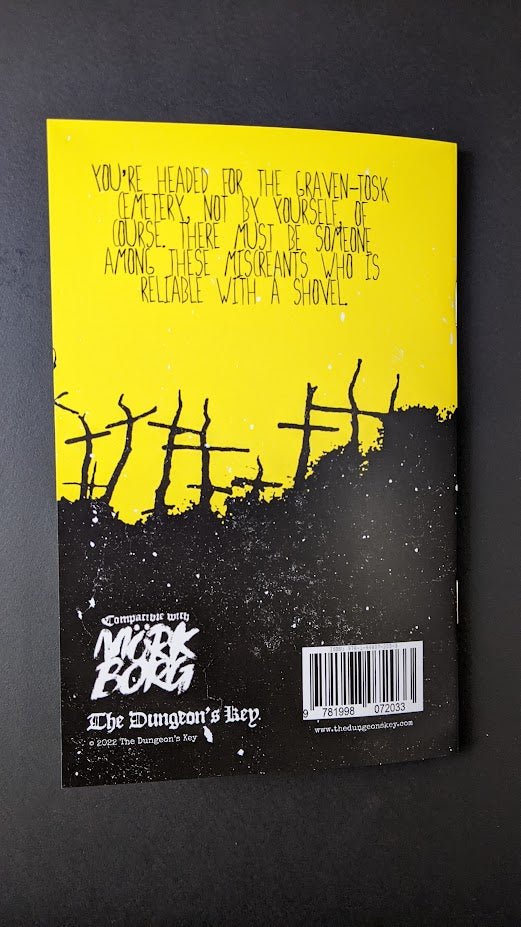 YOU'RE HEADED FOR THE GRAVEN-TOSK
CEMETERY, NOT BY YOURSELF, OF
COURSE. THERE MUST BE SOMEONE
AMONG THESE MISCREANTS WHO IS
RELIABLE WITH A SHOVEL.
Compatible with
MÖRK
BORG
The Dungeon's Key.
© 2022 The Dungeon's Key
9 781998 072033
www.thedungeonskey.com